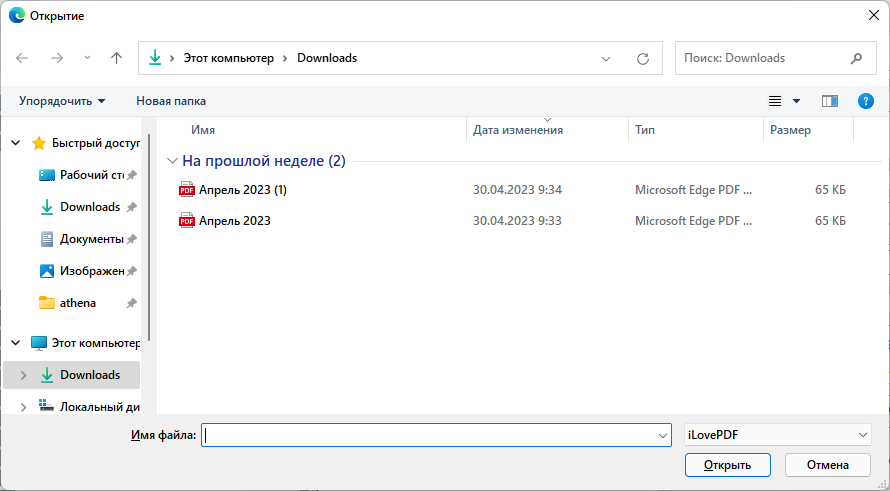 Открытие
Этот компьютер > Downloads
Поиск: Downloads
Упорядочить
Новая папка
Имя
Дата изменения
Тип
Размер
Быстрый доступ
Рабочий сто
Downloads
Документы
Изображен
athena
Этот компьютер
Downloads
Локальный ди
На прошлой неделе (2)
PDF Апрель 2023 (1) 30.04.2023 9:34 Microsoft Edge PDF ... 65 КБ
PDF Апрель 2023 30.04.2023 9:33 Microsoft Edge PDF ... 65 КБ
Имя файла:
iLovePDF
Открыть
Отмена